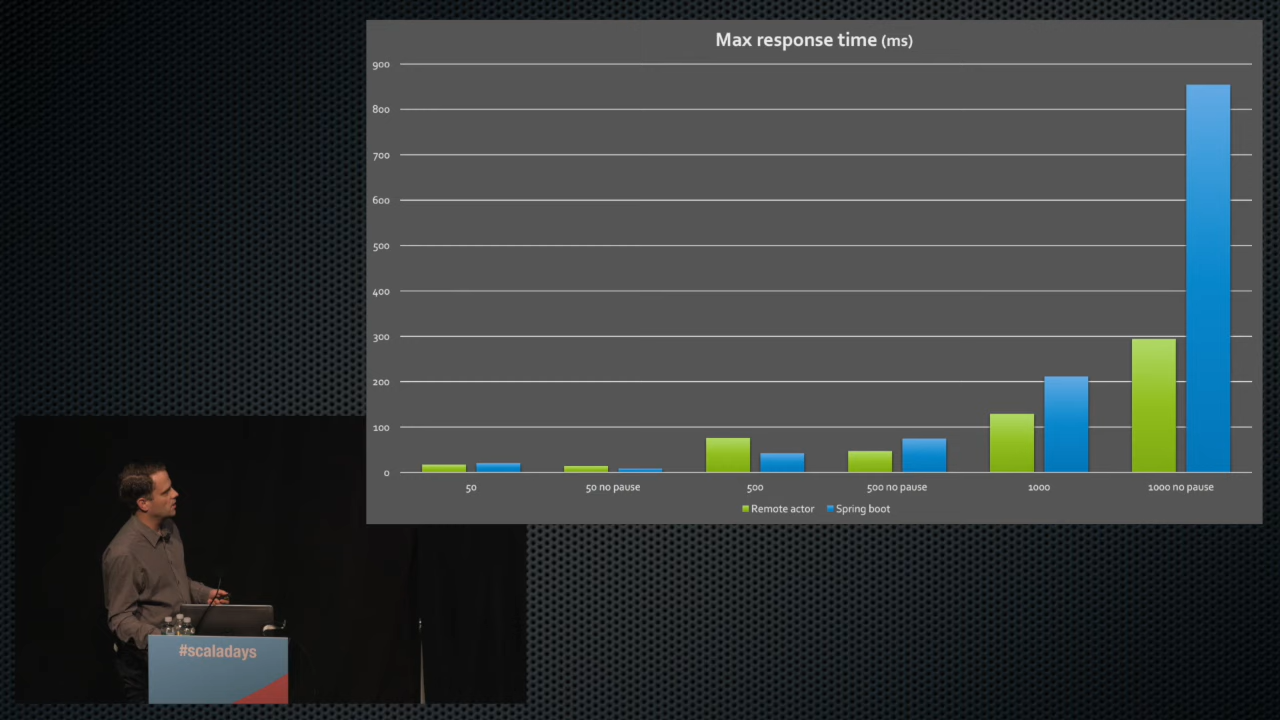 Max response time (ms)
900
800
700
600
500
400
300
200
100
0
50
50 no pause
500
500 no pause
1000
1000 no pause
Remote actor
Spring boot
#scaladays